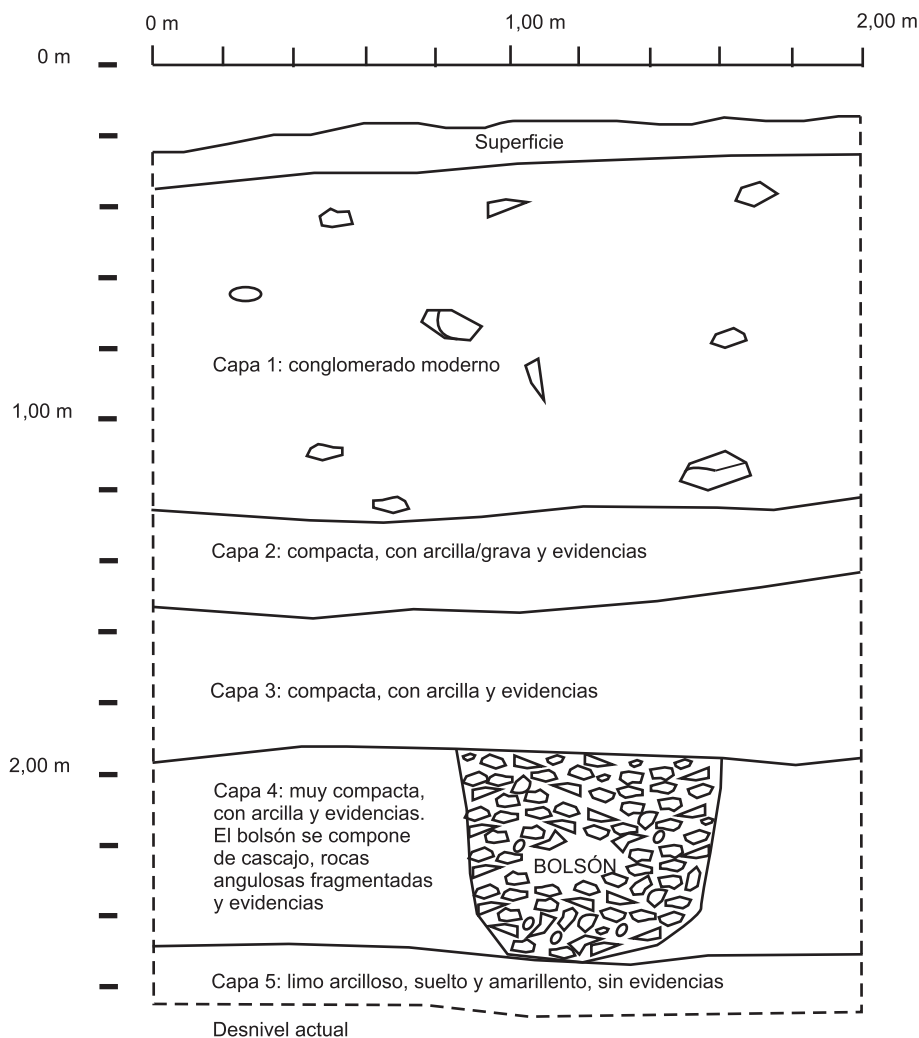 0 m
1,00 m
2,00 m
0 m
Superficie
Capa 1: conglomerado moderno
1,00 m
Capa 2: compacta, con arcilla/grava y evidencias
Capa 3: compacta, con arcilla y evidencias
2,00 m
Capa 4: muy compacta,
con arcilla y evidencias.
El bolsón se compone
de cascajo, rocas
angulosas fragmentadas
y evidencias
BOLSÓN
Capa 5: limo arcilloso, suelto y amarillento, sin evidencias
Desnivel actual